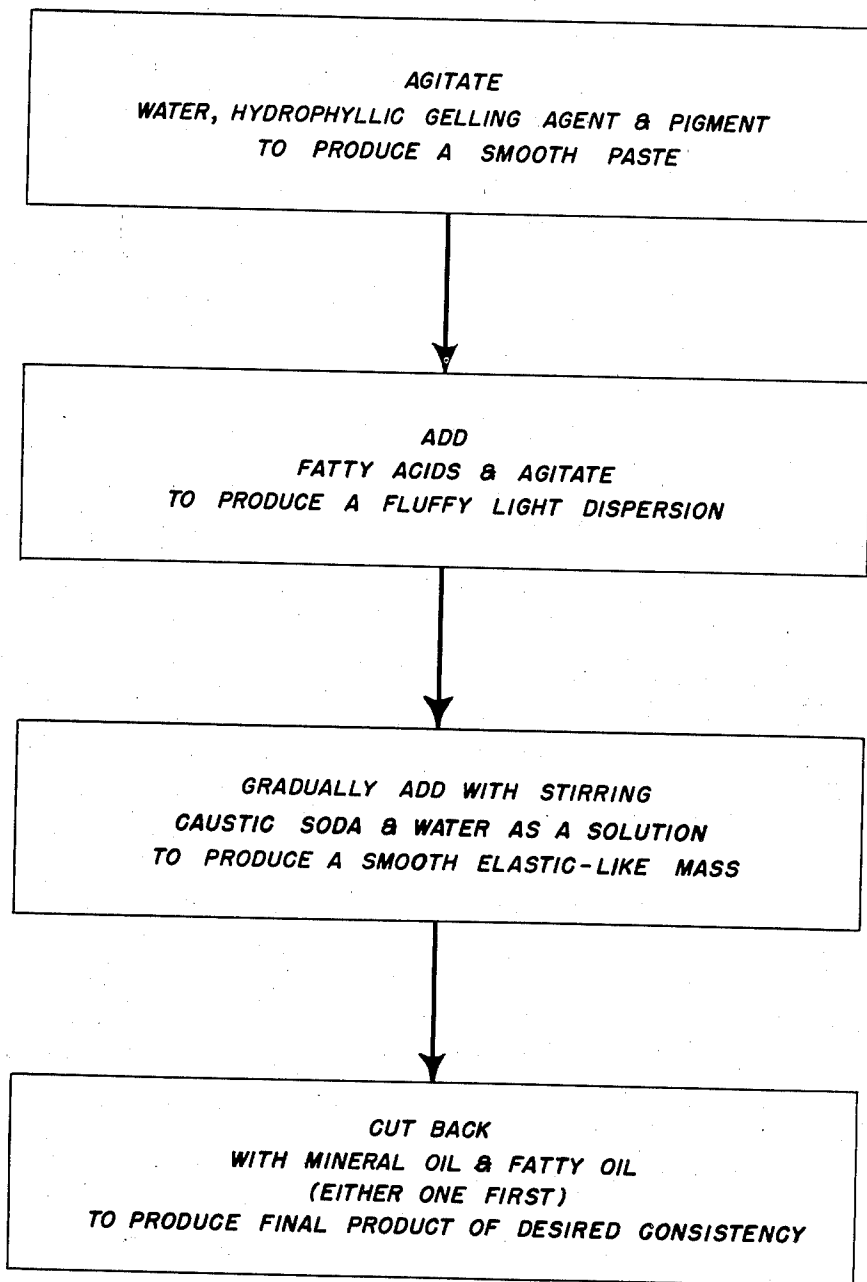 AGITATE
WATER, HYDROPHYLLIC GELLING AGENT & PIGMENT
TO PRODUCE A SMOOTH PASTE
ADD
FATTY ACIDS & AGITATE
TO PRODUCE A FLUFFY LIGHT DISPERSION
GRADUALLY ADD WITH STIRRING
CAUSTIC SODA & WATER AS A SOLUTION
TO PRODUCE A SMOOTH ELASTIC-LIKE MASS
CUT BACK
WITH MINERAL OIL & FATTY OIL
(EITHER ONE FIRST)
TO PRODUCE FINAL PRODUCT OF DESIRED CONSISTENCY